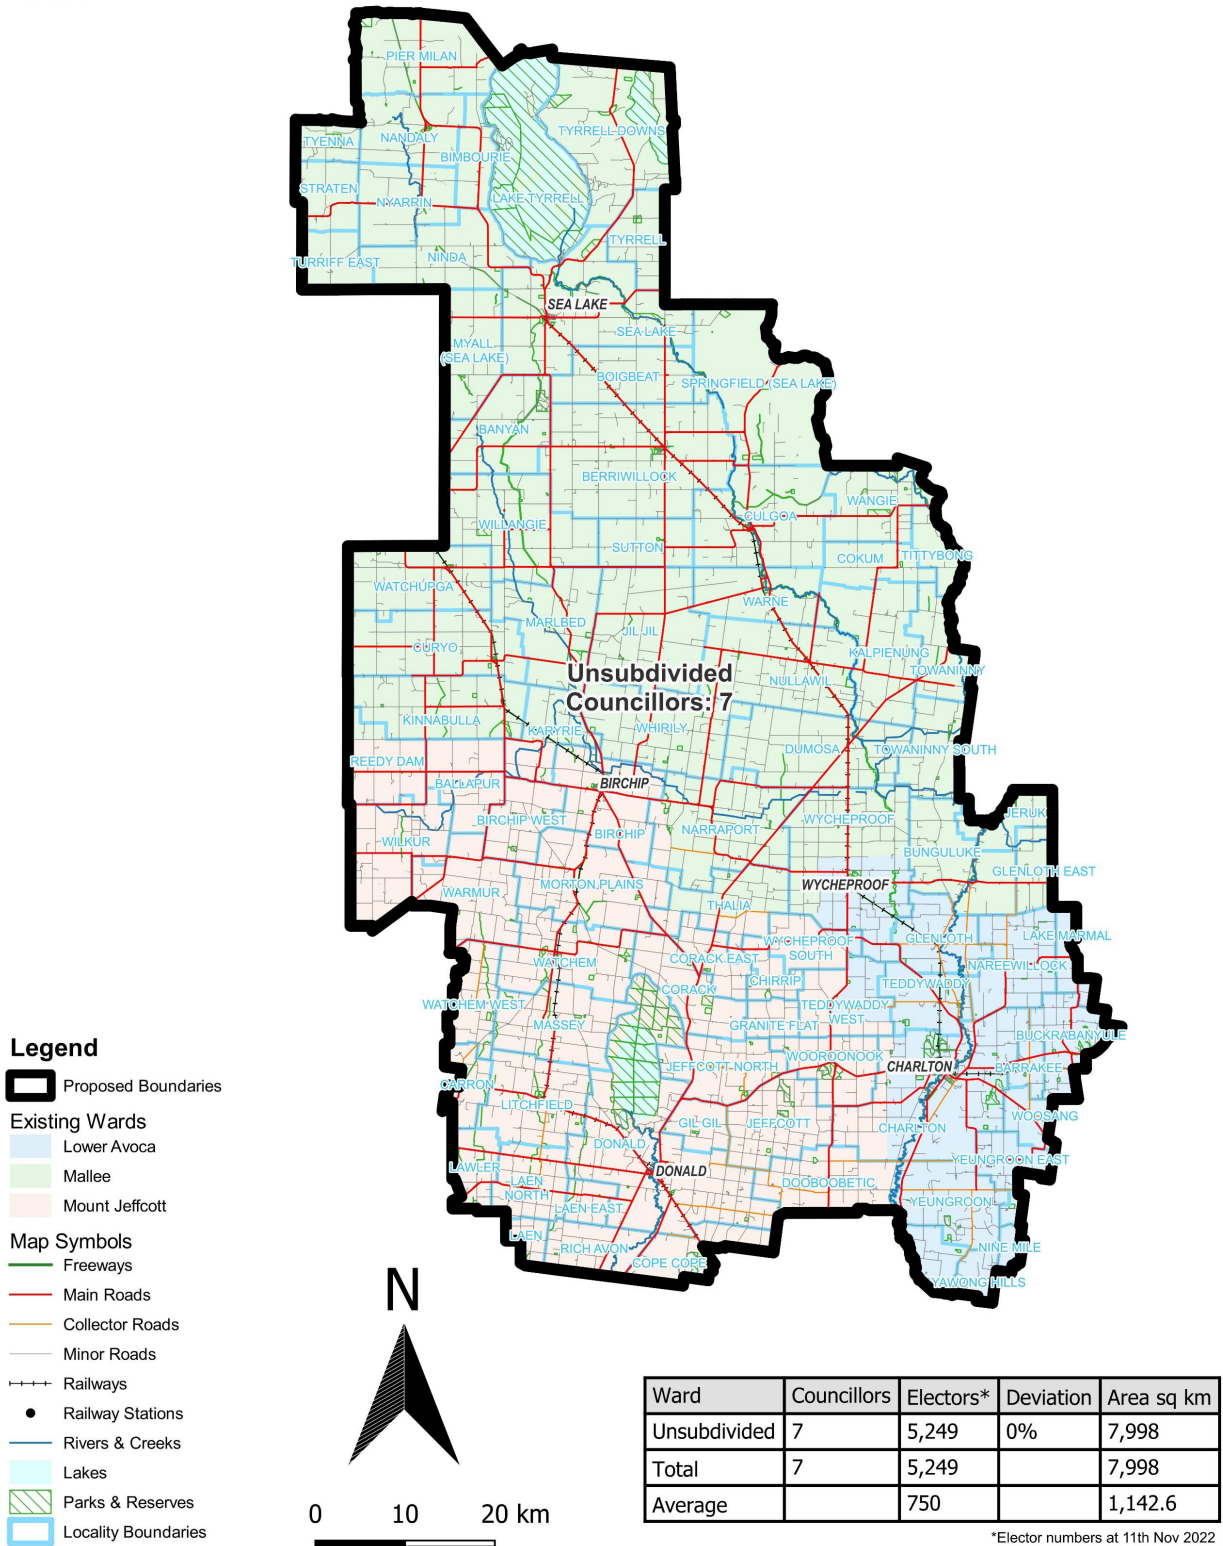 PIER MILAN
TYRRELL DOWNS
TYENNA
NANDALY
BIMBOURIE
STRATEN
NYARRIN
LAKE TYRRELL
TYRRELL
TURRIFF EAST
NINDA
SEA LAKE
SEA LAKE
MYALL
(SEA LAKE)
BOIGBEAT
SPRINGFIELD (SEA LAKE)
BANYAN
BERRIWILLOCK
WANGIE
WILLANGIE
CULGOA
SUTTON
COKUM
TITTYBONG
WATCHUPGA
WARNE
MARLBED
JIL JIL
CURYO
KALPIENUNG
TOWANINNY
Unsubdivided
Councillors: 7
NULLAWIL
KINNABULLA
KARYRIE
WHIRILY
DUMOSA
TOWANINNY SOUTH
REEDY DAM
BALLAPUR
BIRCHIP
BIRCHIP WEST
BIRCHIP
NARRAPORT
WYCHEPROOF
JERUK
WILKUR
BUNGULUKE
GLENLOTH EAST
WARMUR
MORTON PLAINS
WYCHEPROOF
THALIA
WYCHEPROOF
SOUTH
GLENLOTH
LAKE MARMAL
WATCHEM
CORACK EAST
NAREEWILLOCK
CHIRRIP
CORACK
TEDDYWADDY
WATCHEM WEST
TEDDYWADDY
WEST
MASSEY
GRANITE FLAT
BUCKRABANYULE
WOOROONOOK
CHARLTON
JEFFCOTT NORTH
BARRAKEE
CARRON
LITCHFIELD
WOOSANG
GIL GIL
JEFFCOTT
CHARLTON
DONALD
YEUNGROON EAST
LAWLER
DONALD
LAEN
NORTH
DOOBOOBETIC
LAEN EAST
YEUNGROON
LAEN
RICH AVON
COPE COPE
NINE MILE
YAWONG HILLS
Legend
Proposed Boundaries
Existing Wards
Lower Avoca
Mallee
Mount Jeffcott
Map Symbols
Freeways
Main Roads
Collector Roads
Minor Roads
Railways
Railway Stations
Rivers & Creeks
Lakes
Parks & Reserves
Locality Boundaries
N
0 10 20 km
Ward Councillors Electors* Deviation Area sq km
Unsubdivided 7 5,249 0% 7,998
Total 7 5,249 7,998
Average 750 1,142.6
*Elector numbers at 11th Nov 2022